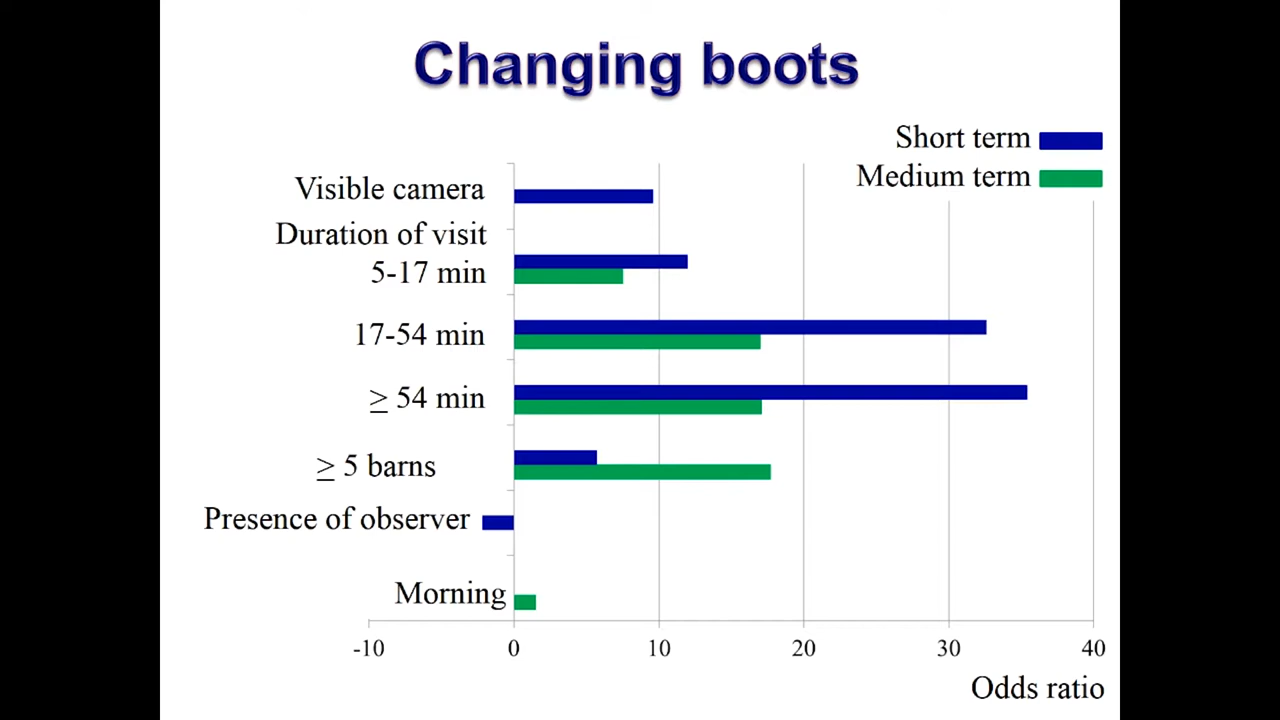 Changing boots
Short term
Medium term
Visible camera
Duration of visit
5-17 min
17-54 min
≥ 54 min
≥ 5 barns
Presence of observer
Morning
-10 0 10 20 30 40
Odds ratio